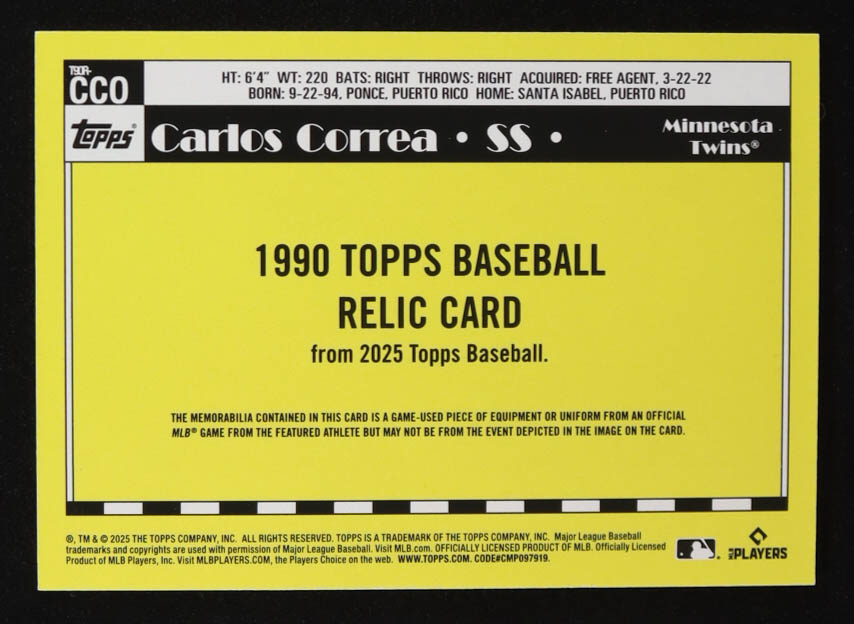 T90R-
CCO
HT: 6'4" WT: 220 BATS: RIGHT THROWS: RIGHT ACQUIRED: FREE AGENT, 3-22-22
BORN: 9-22-94, PONCE, PUERTO RICO HOME: SANTA ISABEL, PUERTO RICO
topps®
Carlos Correa • SS •
Minnesota
Twins®
1990 TOPPS BASEBALL
RELIC CARD
from 2025 Topps Baseball.
THE MEMORABILIA CONTAINED IN THIS CARD IS A GAME-USED PIECE OF EQUIPMENT OR UNIFORM FROM AN OFFICIAL
MLB® GAME FROM THE FEATURED ATHLETE BUT MAY NOT BE FROM THE EVENT DEPICTED IN THE IMAGE ON THE CARD.
®, TM & © 2025 THE TOPPS COMPANY, INC. ALL RIGHTS RESERVED. TOPPS IS A TRADEMARK OF THE TOPPS COMPANY, INC. Major League Baseball
trademarks and copyrights are used with permission of Major League Baseball. Visit MLB.com. OFFICIALLY LICENSED PRODUCT OF MLB. Officially Licensed
Product of MLB Players, Inc. Visit MLBPLAYERS.COM, the Players Choice on the web. WWW.TOPPS.COM. CODE#CMP097919.
MLB PLAYERS